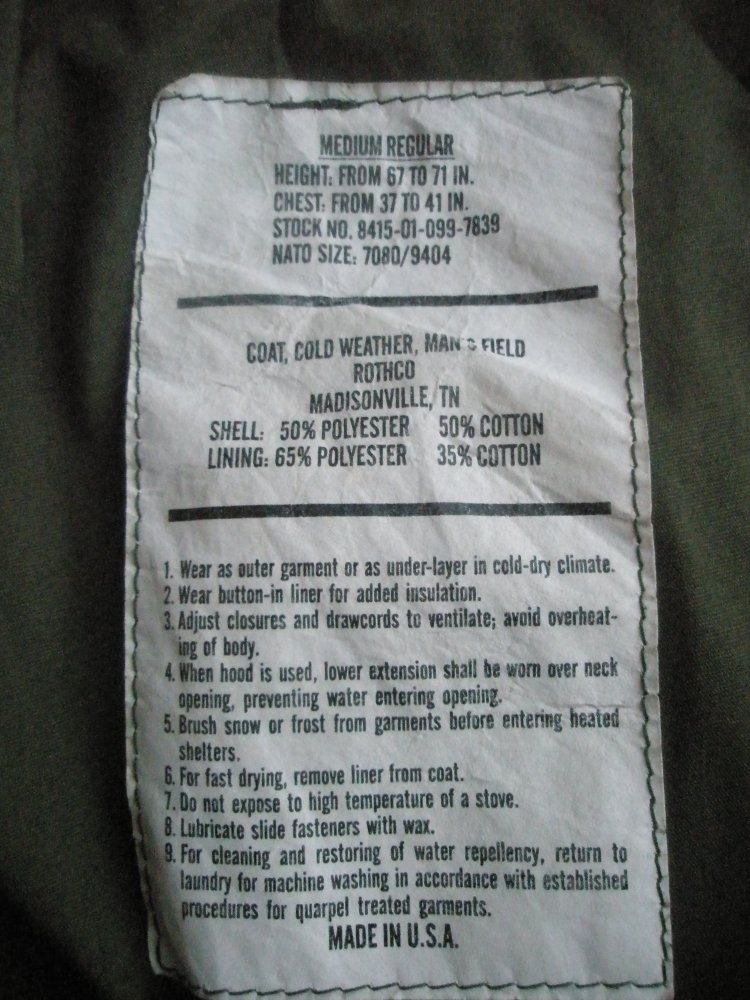 MEDIUM REGULAR
HEIGHT: FROM 67 TO 71 IN.
CHEST: FROM 37 TO 41 IN.
STOCK NO. 8415-01-099-7839
NATO SIZE: 7080/9404
COAT, COLD WEATHER, MAN'S FIELD
ROTHCO
MADISONVILLE, TN
SHELL: 50% POLYESTER 50% COTTON
LINING: 65% POLYESTER 35% COTTON
1. Wear as outer garment or as under-layer in cold-dry climate.
2. Wear button-in liner for added insulation.
3. Adjust closures and drawcords to ventilate; avoid overheat-
ing of body.
4. When hood is used, lower extension shall be worn over neck
opening, preventing water entering opening.
5. Brush snow or frost from garments before entering heated
shelters.
6. For fast drying, remove liner from coat.
7. Do not expose to high temperature of a stove.
8. Lubricate slide fasteners with wax.
9. For cleaning and restoring of water repellency, return to
laundry for machine washing in accordance with established
procedures for quarpel treated garments.
MADE IN U.S.A.